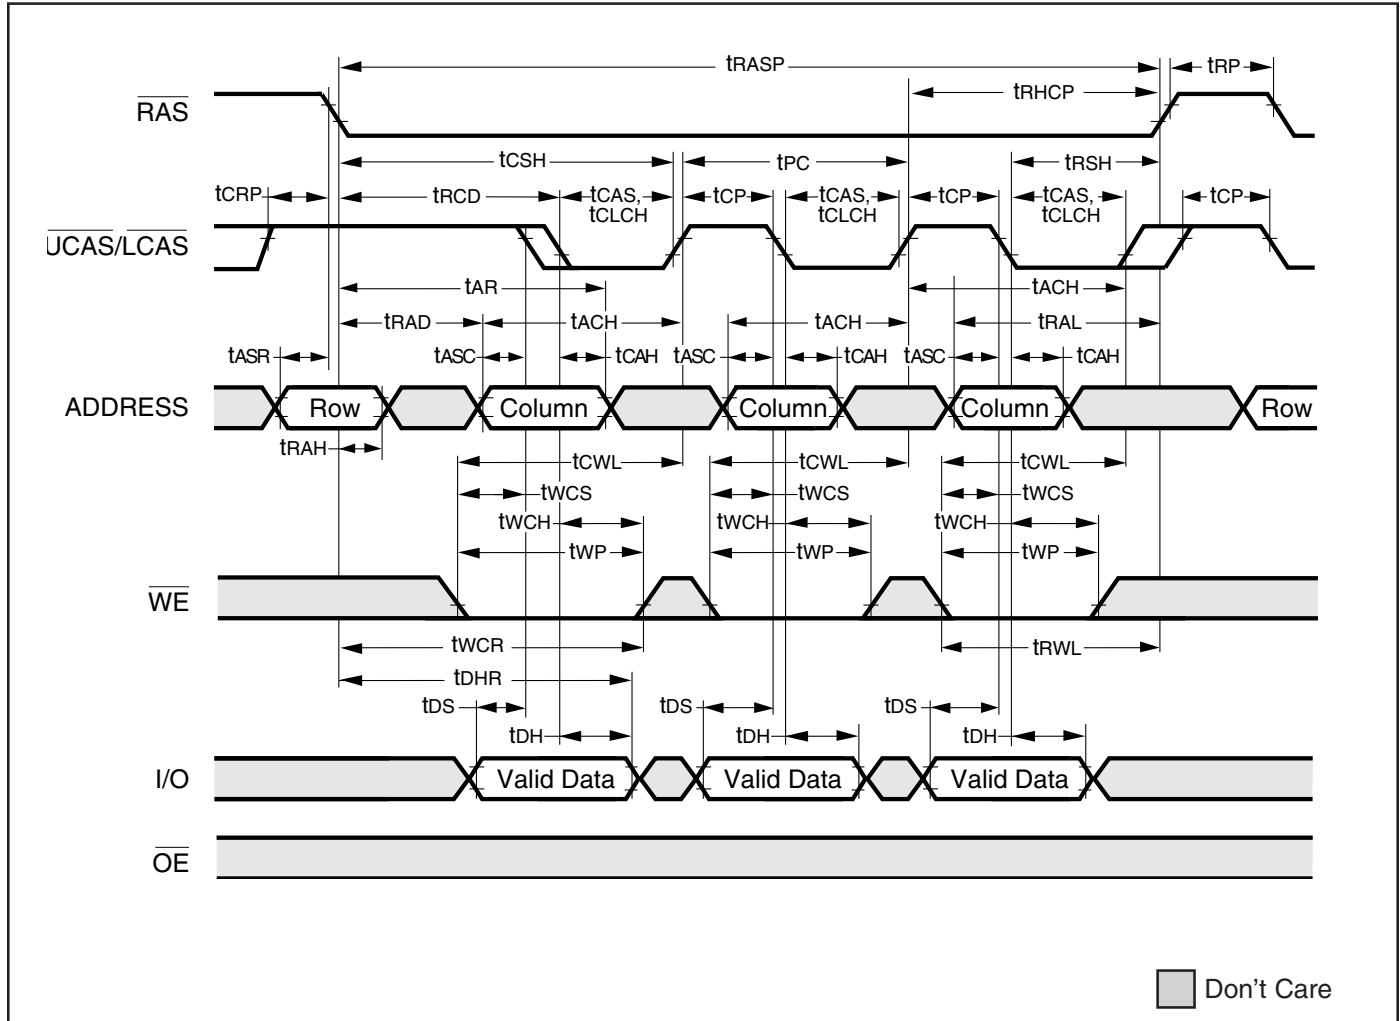 tRASP tRP
tRHCP
RAS
tCSH tPC tRSH
tCRP tRCD tCAS, tCLCH tCP tCAS, tCLCH tCP tCAS, tCLCH tCP
UCAS/LCAS
tAR tACH
tRAD tACH tACH tRAL
tASR tASC tCAH tASC tCAH tASC tCAH
ADDRESS Row Column Column Column Row
tRAH
tCWL tCWL tCWL
tWCS tWCS tWCS
tWCH tWCH tWCH
tWP tWP tWP
WE
tWCR tRWL
tDHR
tDS tDS tDS
tDH tDH tDH
I/O Valid Data Valid Data Valid Data
OE
Don't Care